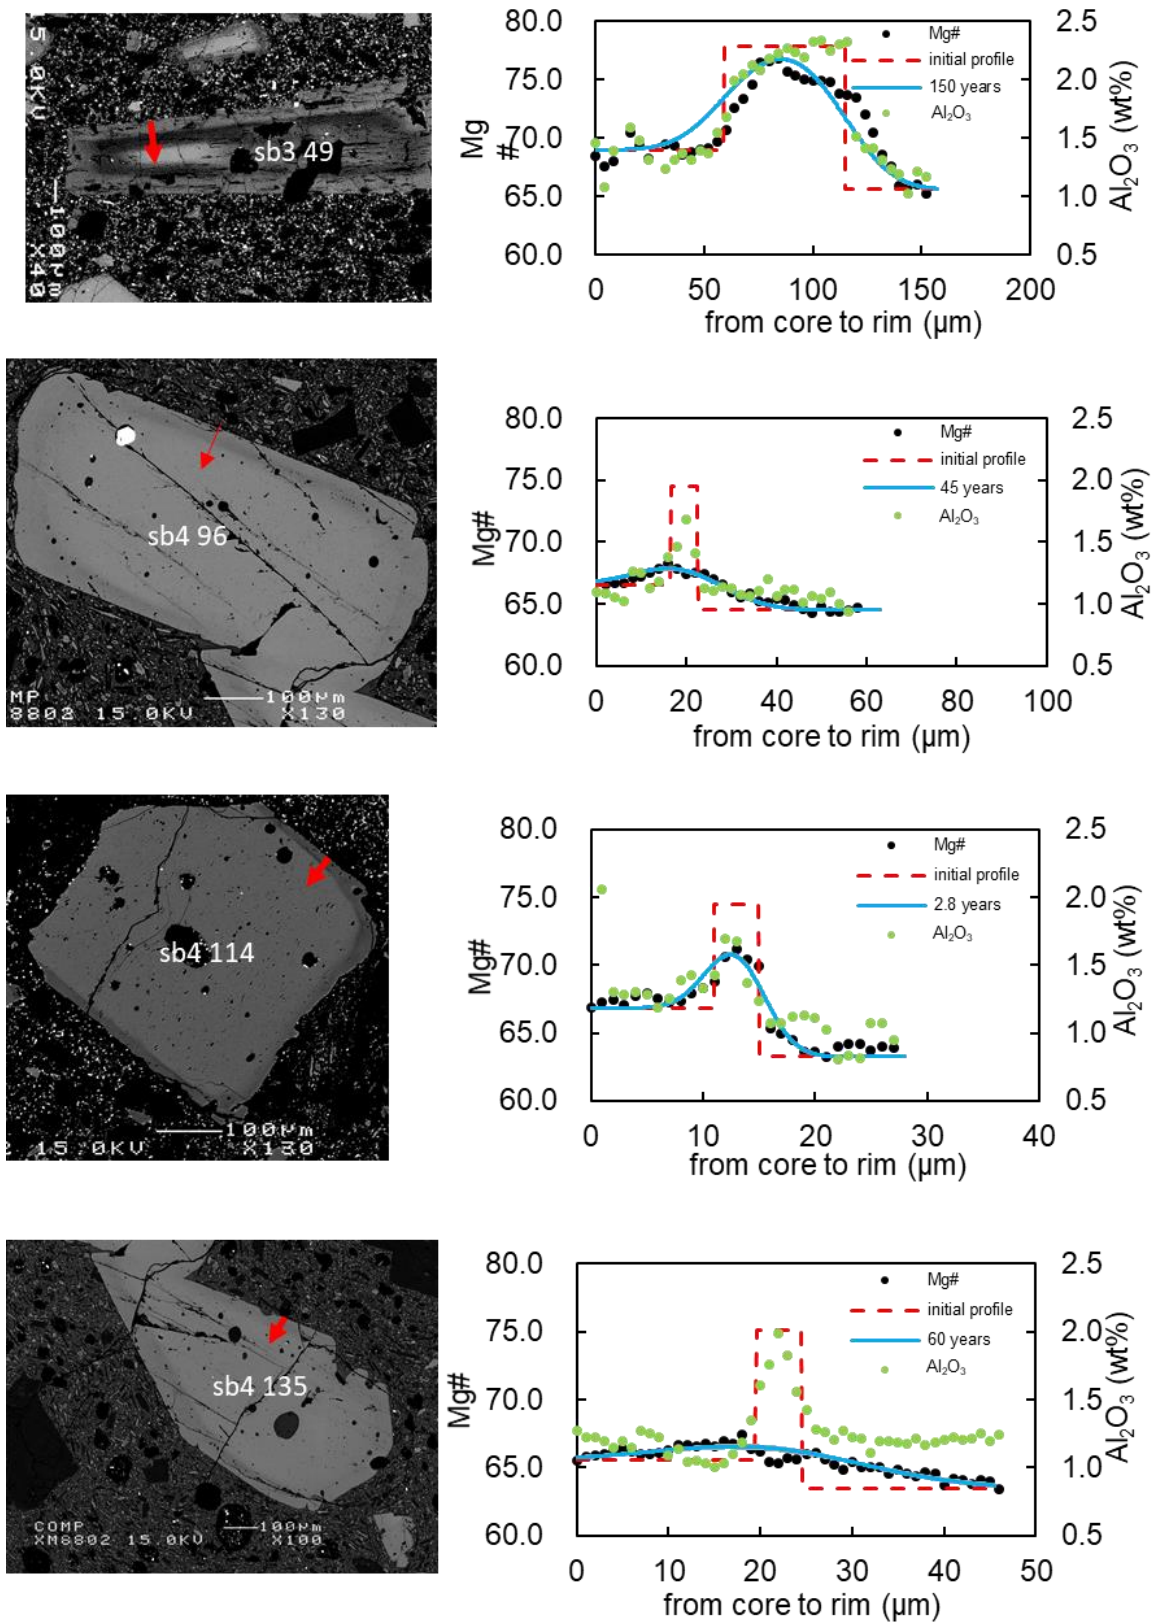 5.0KV
100µm
X40
sb3 49
80.0
75.0
70.0
65.0
60.0
Mg
#
2.5
2.0
1.5
1.0
0.5
Al₂O₃ (wt%)
Mg#
initial profile
150 years
Al₂O₃
0
50
100
150
200
from core to rim (µm)
sb4 96
MP
8803 15.0KV
100µm
X130
80.0
75.0
70.0
65.0
60.0
Mg#
2.5
2.0
1.5
1.0
0.5
Al₂O₃ (wt%)
Mg#
initial profile
45 years
Al₂O₃
0
20
40
60
80
100
from core to rim (µm)
sb4 114
15.0KV
100µm
X130
80.0
75.0
70.0
65.0
60.0
Mg#
2.5
2.0
1.5
1.0
0.5
Al₂O₃ (wt%)
Mg#
initial profile
2.8 years
Al₂O₃
0
10
20
30
40
from core to rim (µm)
sb4 135
COMP
XM8802 15.0KV
100µm
X100
80.0
75.0
70.0
65.0
60.0
Mg#
2.5
2.0
1.5
1.0
0.5
Al₂O₃ (wt%)
Mg#
initial profile
60 years
Al₂O₃
0
10
20
30
40
50
from core to rim (µm)